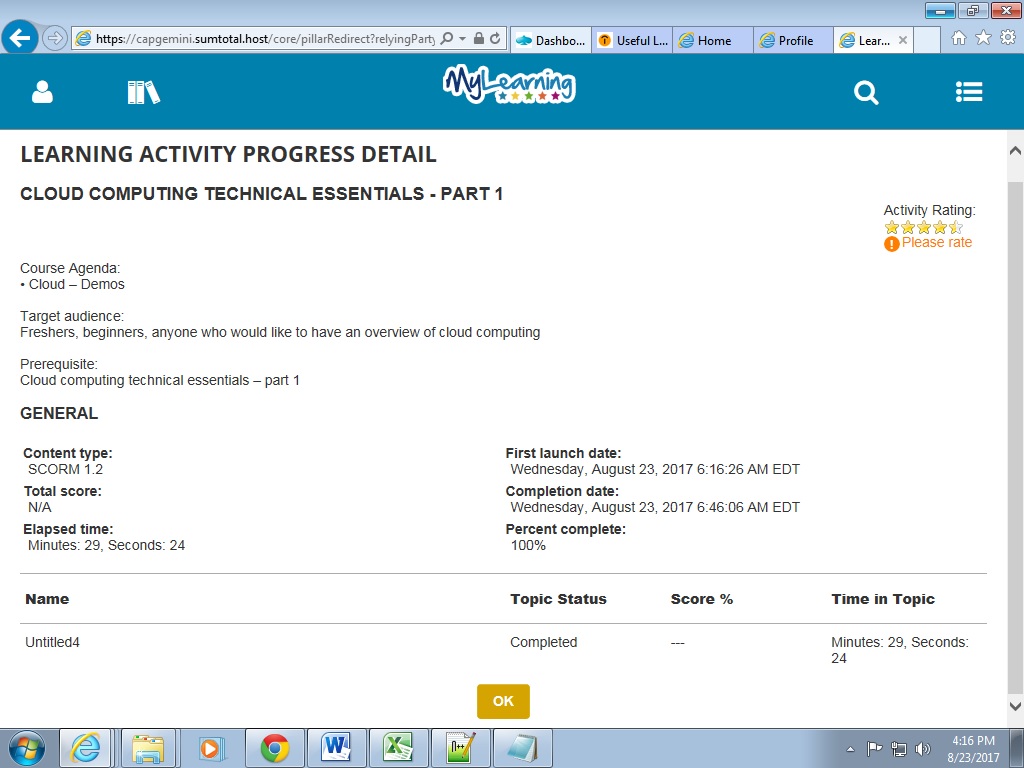 https://capgemini.sumtotal.host/core/pillarRedirect?relyingParty
Dashbo...
Useful L...
Home
Profile
Lear...
MyLearning
LEARNING ACTIVITY PROGRESS DETAIL
CLOUD COMPUTING TECHNICAL ESSENTIALS - PART 1
Activity Rating:
Please rate
Course Agenda:
• Cloud – Demos
Target audience:
Freshers, beginners, anyone who would like to have an overview of cloud computing
Prerequisite:
Cloud computing technical essentials – part 1
GENERAL
Content type:
SCORM 1.2
Total score:
N/A
Elapsed time:
Minutes: 29, Seconds: 24
First launch date:
Wednesday, August 23, 2017 6:16:26 AM EDT
Completion date:
Wednesday, August 23, 2017 6:46:06 AM EDT
Percent complete:
100%
Name Topic Status Score % Time in Topic
Untitled4 Completed --- Minutes: 29, Seconds:
24
OK
4:16 PM
8/23/2017